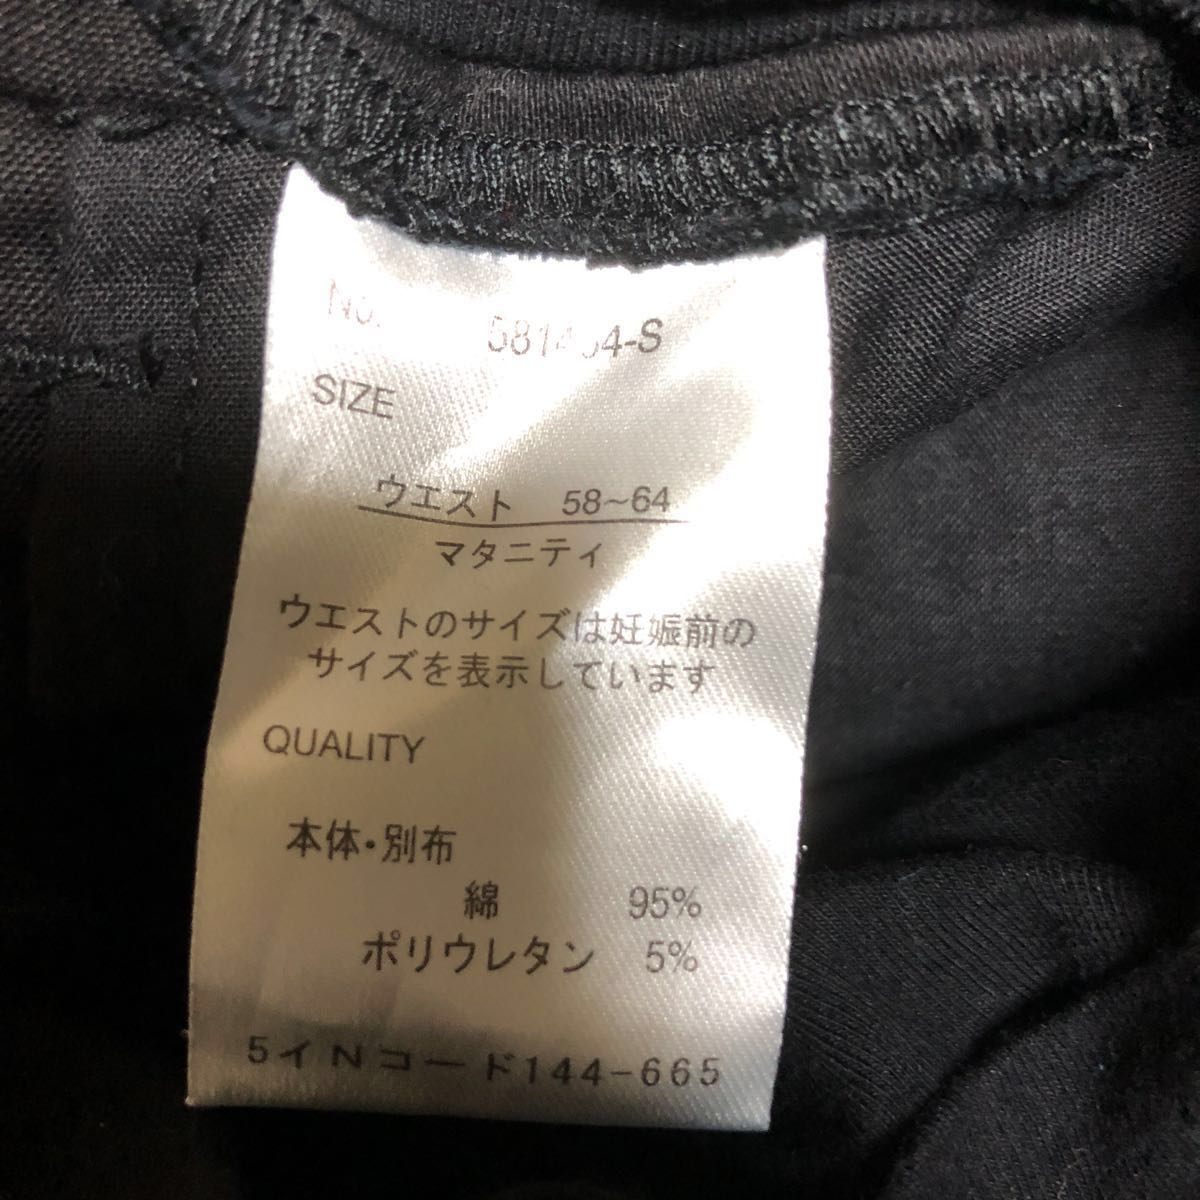 No.
SIZE
ウエスト 58~64
マタニティ
ウエストのサイズは妊娠前の
サイズを表示しています
QUALITY
本体・別布
綿 95%
ポリウレタン 5%
5イNコード144-665